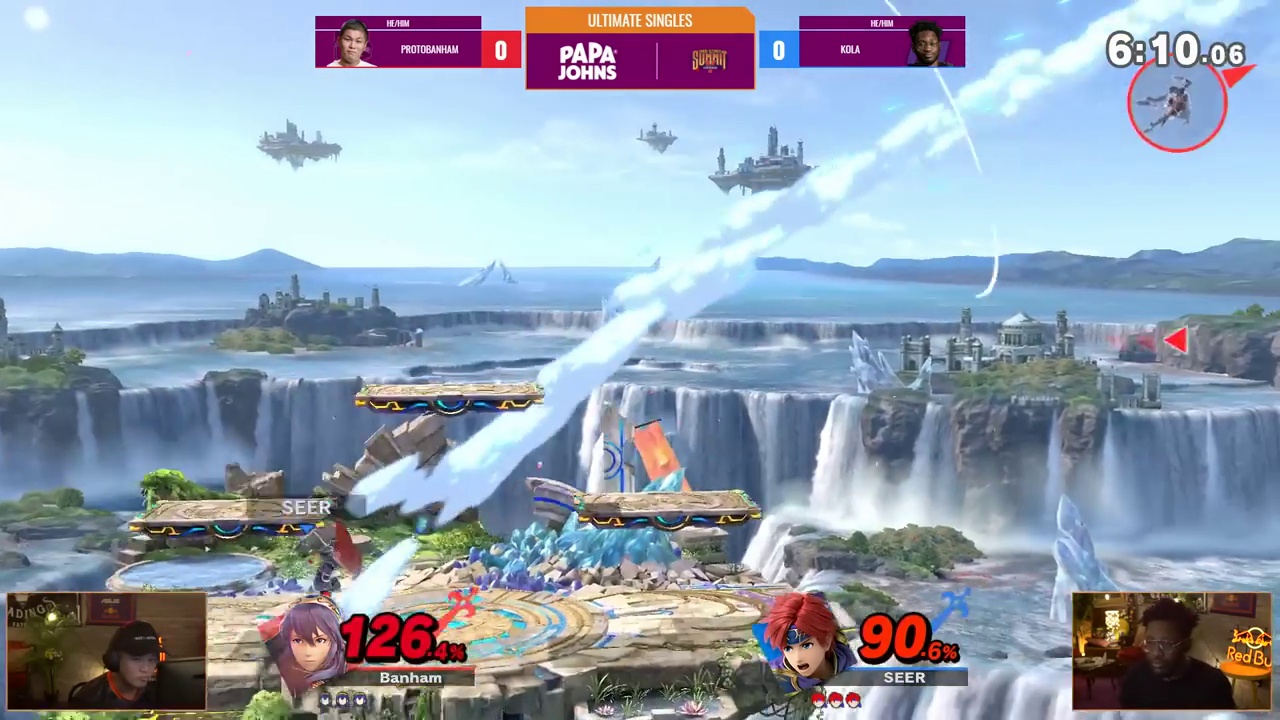 HE/HIM
PROTOBANHAM
0
ULTIMATE SINGLES
PAPA
JOHNS
SUMMIT
0
HE/HIM
KOLA
6:10.06
SEER
126.4%
Banham
90.6%
SEER
RedBu